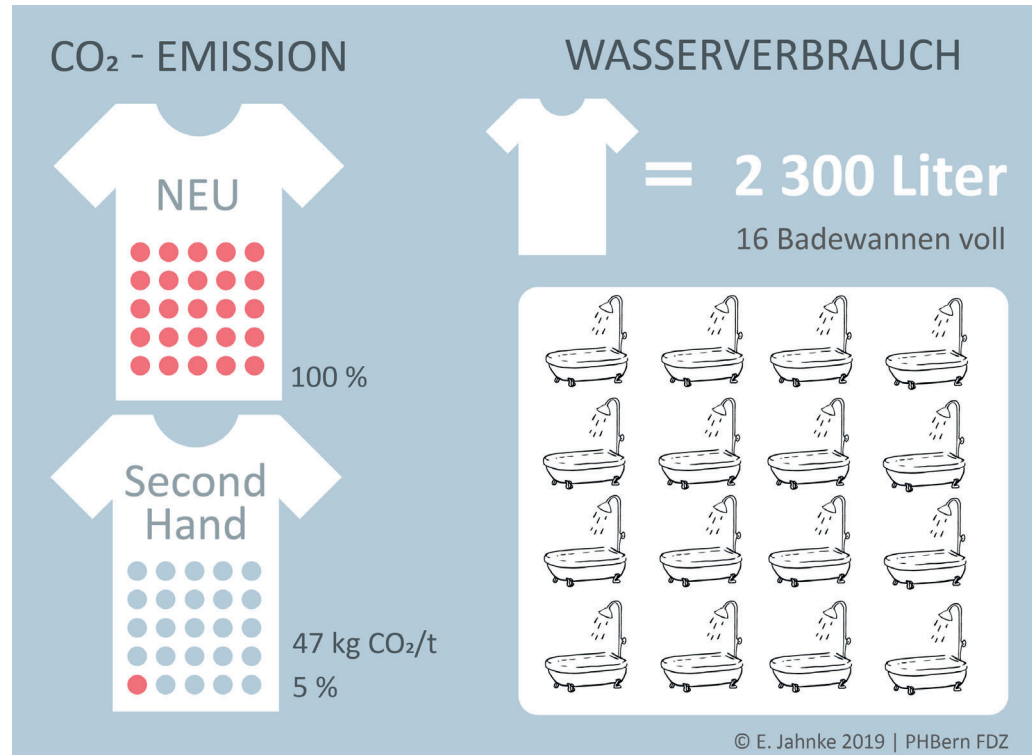 CO₂ - EMISSION
NEU
100 %
Second
Hand
47 kg CO₂/t
5 %
WASSERVERBRAUCH
= 2 300 Liter
16 Badewannen voll
© E. Jahnke 2019 | PHBern FDZ